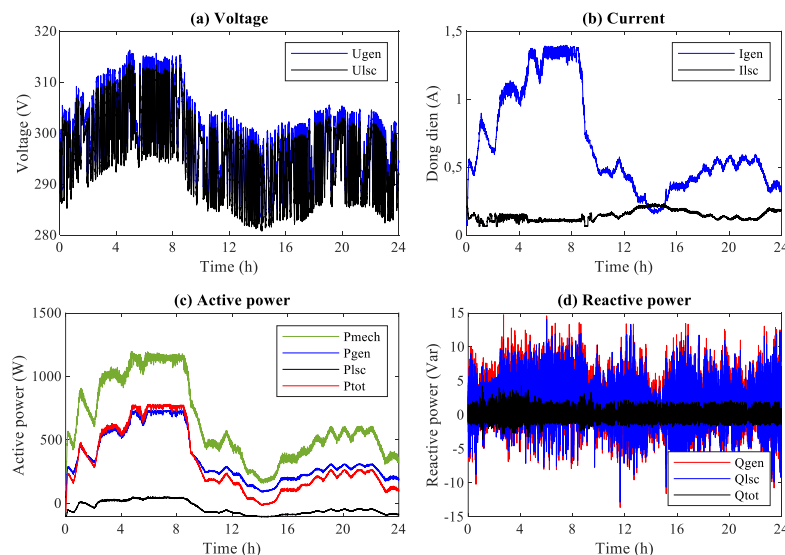 (a) Voltage
320
310
300
290
280
Voltage (V)
Ugen
Ulsc
0 4 8 12 16 20 24
Time (h)
(b) Current
1,5
1
0,5
0
Dong dien (A)
Igen
Ilsc
0 4 8 12 16 20 24
Time (h)
(c) Active power
1500
1000
500
0
Active power (W)
Pmech
Pgen
Plsc
Ptot
0 4 8 12 16 20 24
Time (h)
(d) Reactive power
15
10
5
0
-5
-10
-15
Reactive power (Var)
Qgen
Qlsc
Qtot
0 4 8 12 16 20 24
Time (h)